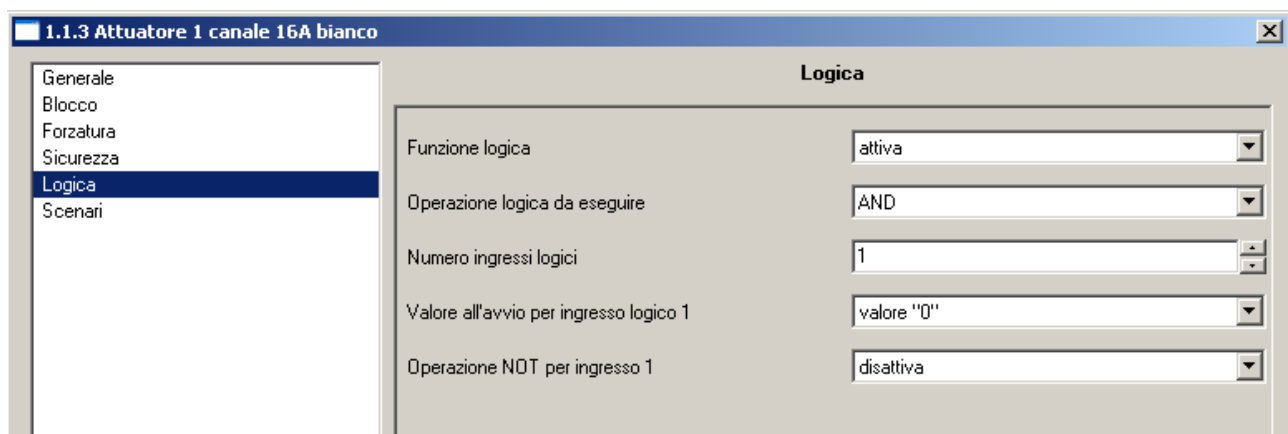 1.1.3 Attuatore 1 canale 16A bianco
Generale
Blocco
Forzatura
Sicurezza
Logica
Scenari
Logica
Funzione logica attiva
Operazione logica da eseguire AND
Numero ingressi logici 1
Valore all'avvio per ingresso logico 1 valore "0"
Operazione NOT per ingresso 1 disattiva